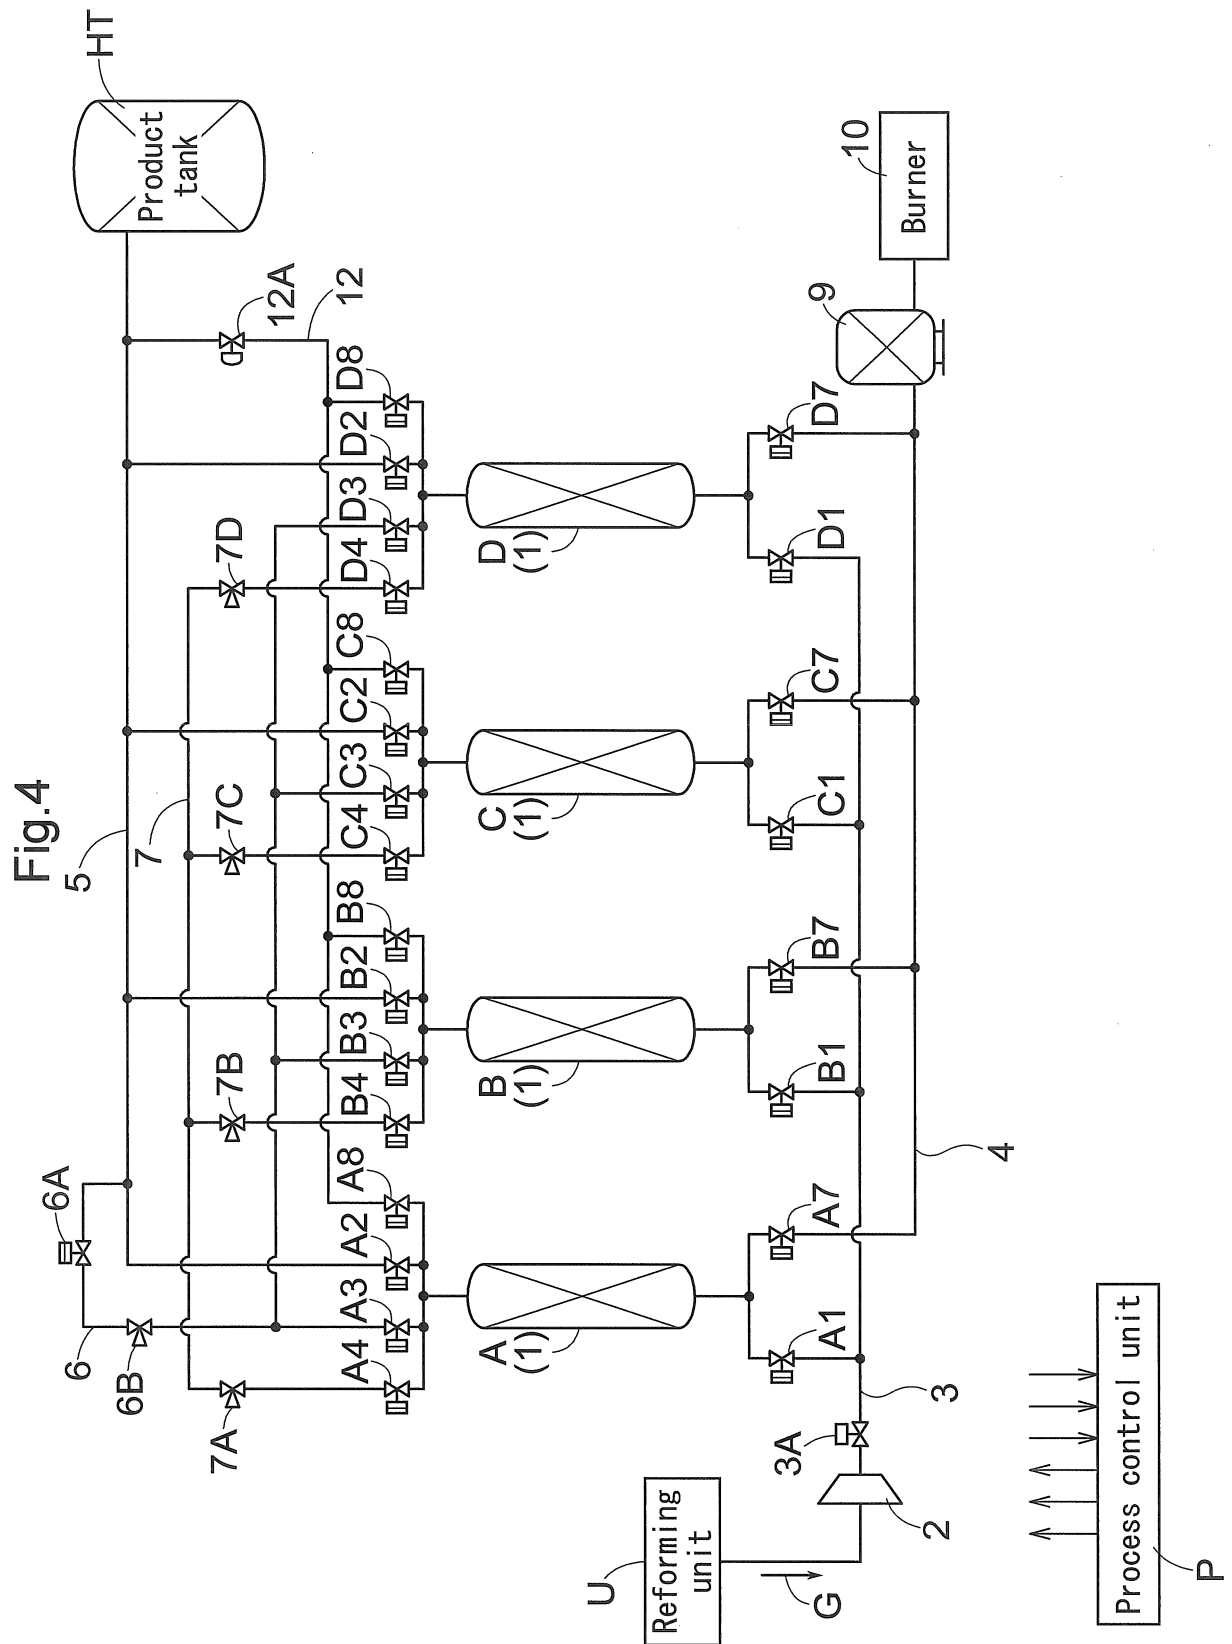 Fig.4
HT
Product
tank
5
7
6A
6
6B
7A
7B
7C
7D
12A
12
A4
A3
A2
A8
B4
B3
B2
B8
C4
C3
C2
C8
D4
D3
D2
D8
A
(1)
B
(1)
C
(1)
D
(1)
A1
A7
B1
B7
C1
C7
D1
D7
9
10
Burner
U
Reforming
unit
G
2
3A
3
4
Process control unit
P